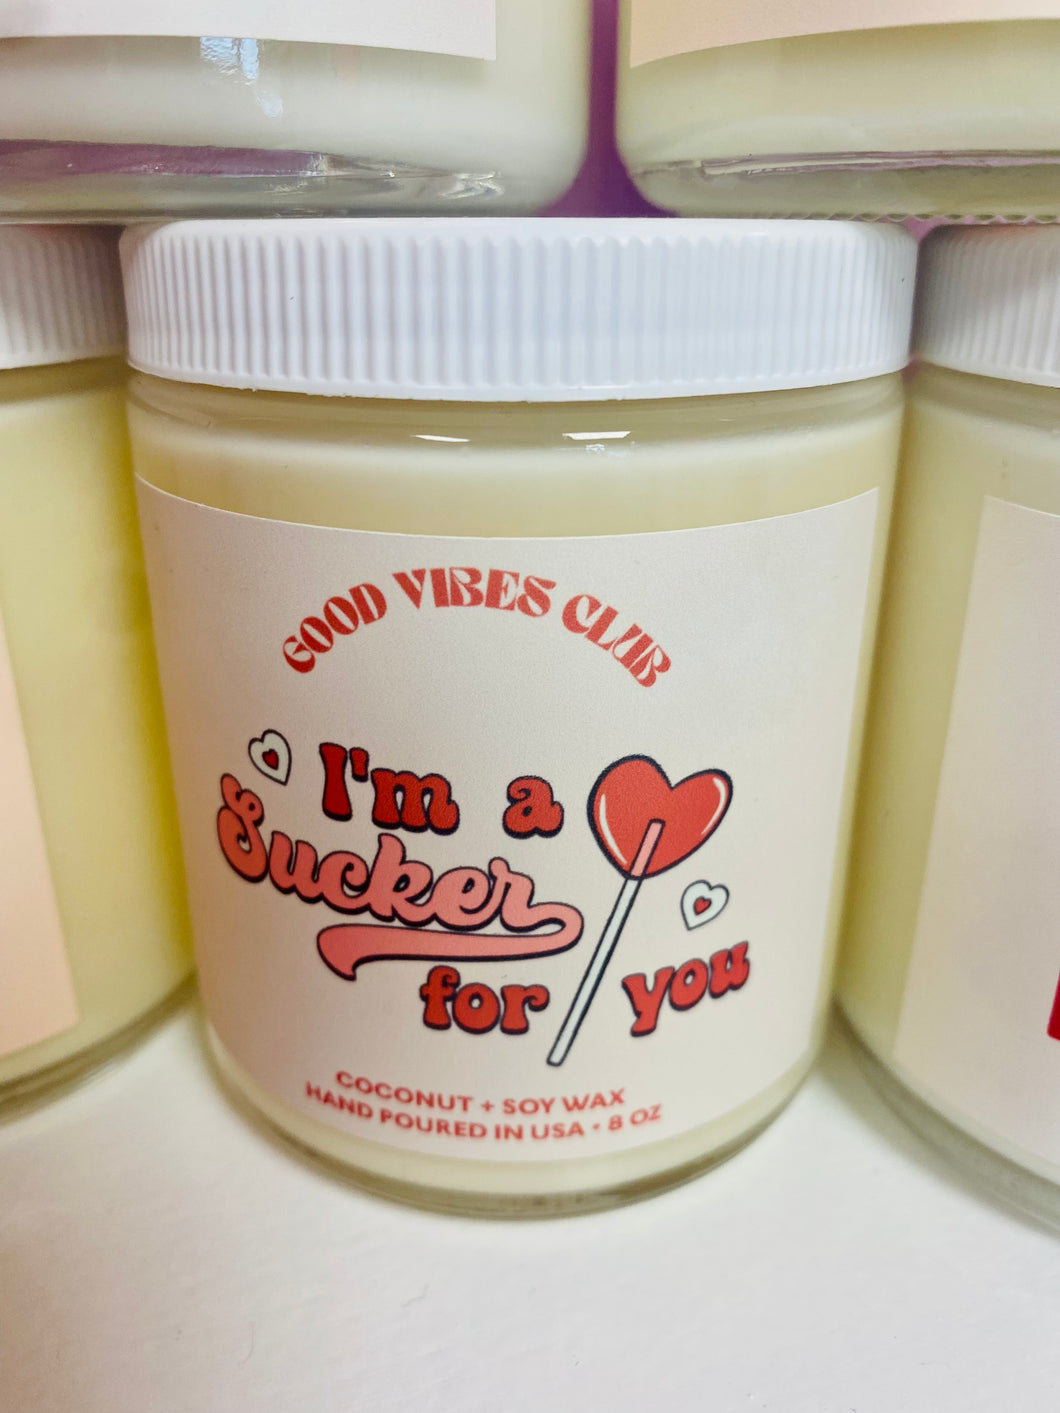 GOOD VIBES CLUB
I'm a
Sucker
for you
COCONUT + SOY WAX
HAND POURED IN USA • 8 OZ